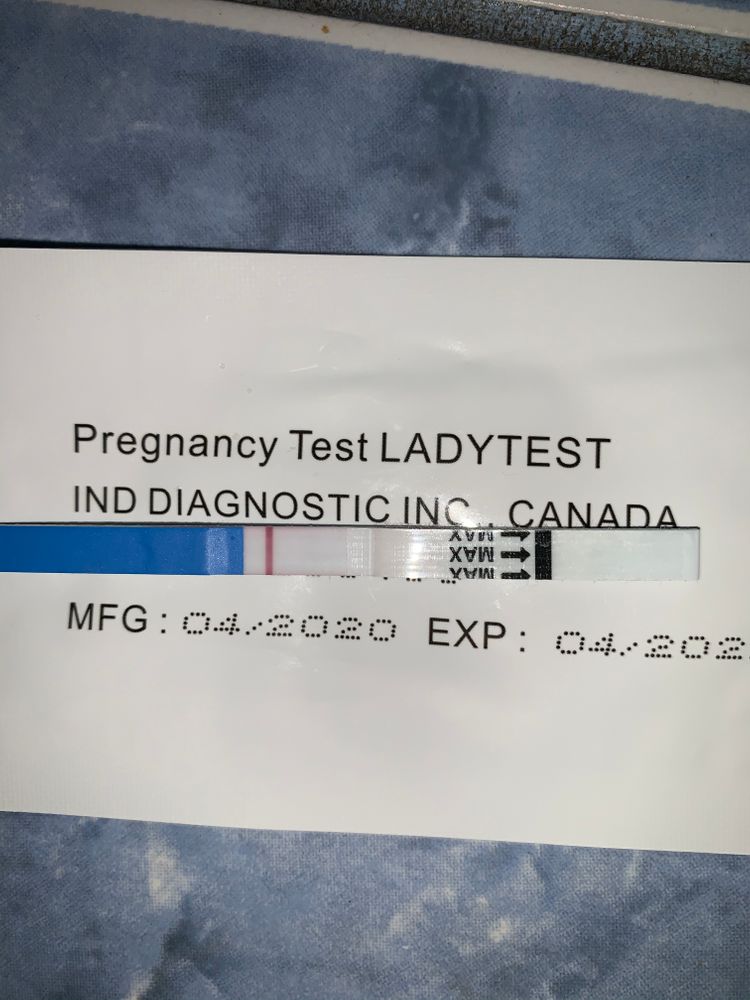 Pregnancy Test LADYTEST
IND DIAGNOSTIC INC., CANADA
MAX
MAX
MAX
MFG : 04/2020 EXP : 04/202